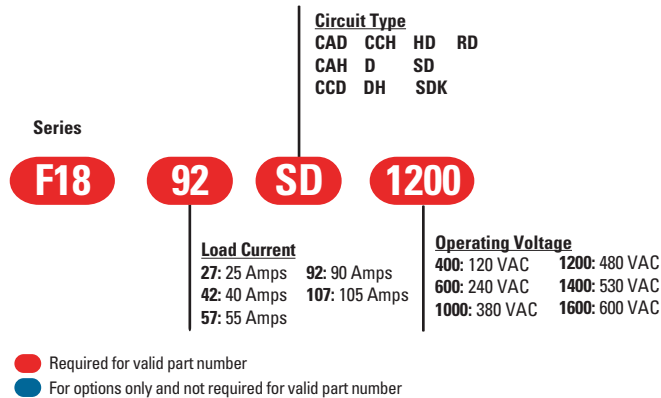 Circuit Type
CAD CCH HD RD
CAH D SD
CCD DH SDK
Series
F18 92 SD 1200
Load Current
27: 25 Amps 92: 90 Amps
42: 40 Amps 107: 105 Amps
57: 55 Amps
Operating Voltage
400: 120 VAC 1200: 480 VAC
600: 240 VAC 1400: 530 VAC
1000: 380 VAC 1600: 600 VAC
Required for valid part number
For options only and not required for valid part number